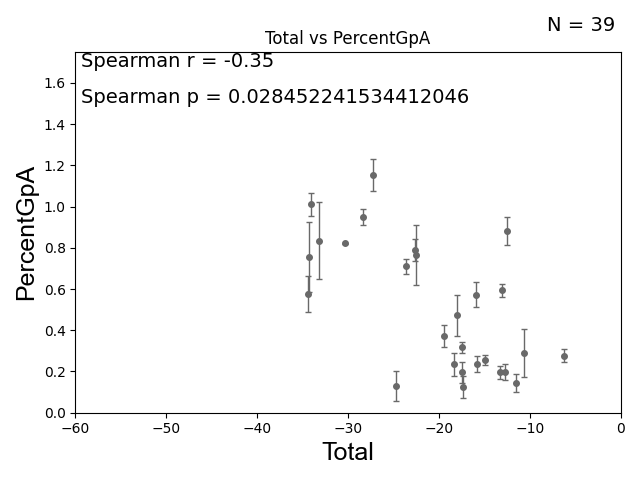 N = 39
Total vs PercentGpA
Spearman r = -0.35
Spearman p = 0.028452241534412046
PercentGpA
1.6
1.4
1.2
1.0
0.8
0.6
0.4
0.2
0.0
−60 −50 −40 −30 −20 −10 0
Total